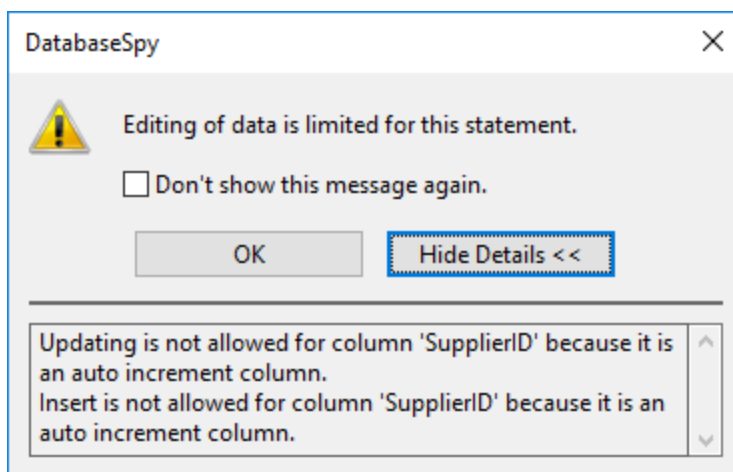 DatabaseSpy
Editing of data is limited for this statement.
Don't show this message again.
OK
Hide Details <<
Updating is not allowed for column 'SupplierID' because it is
an auto increment column.
Insert is not allowed for column 'SupplierID' because it is an
auto increment column.